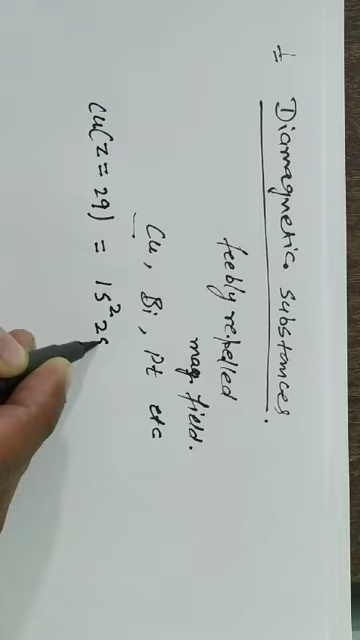 Diamagnetic substances.
feebly repelled
mag. field.
Cu, Bi, Pt etc
Cu(Z=29) = 1s² 2s